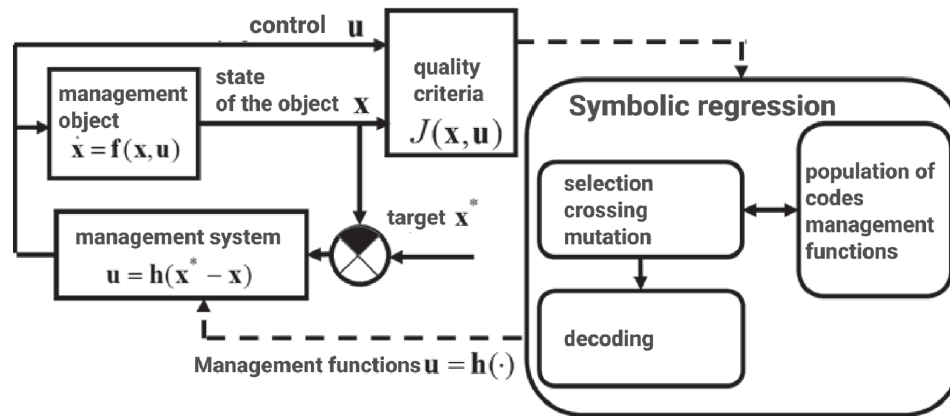 control u
management
object
ẋ = f(x,u)
state
of the object x
quality
criteria
J(x,u)
target x*
management system
u = h(x* − x)
Management functions u = h(·)
Symbolic regression
selection
crossing
mutation
population of
codes
management
functions
decoding